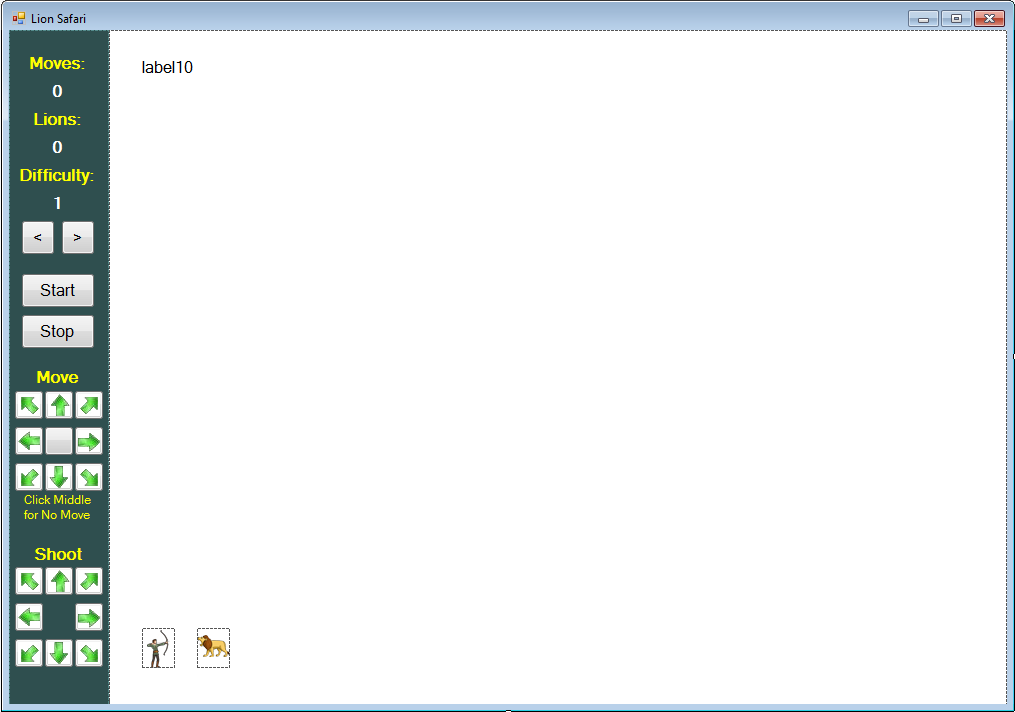 Lion Safari
Moves:
0
Lions:
0
Difficulty:
1
< >
Start
Stop
Move
Click Middle
for No Move
Shoot
label10